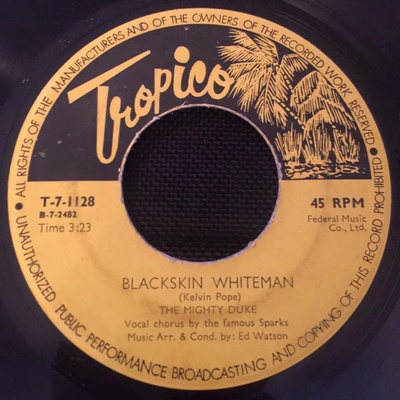 • ALL RIGHTS OF THE MANUFACTURERS AND OF THE OWNERS OF THE RECORDED WORK RESERVED •
Tropico
T-7-1128
B-7-2482
Time 3:23
45 RPM
Federal Music
Co., Ltd.
BLACKSKIN WHITEMAN
(Kelvin Pope)
THE MIGHTY DUKE
Vocal chorus by the famous Sparks
Music Arr. & Cond. by: Ed Watson
UNAUTHORIZED PUBLIC PERFORMANCE BROADCASTING AND COPYING OF THIS RECORD PROHIBITED